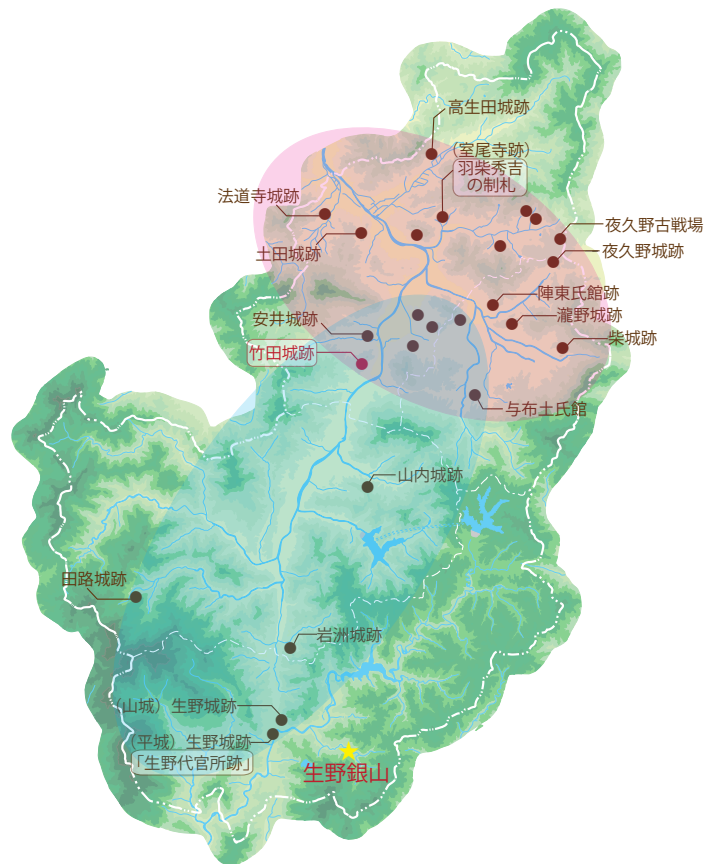 高生田城跡
(室尾寺跡)
羽柴秀吉
の制札
法道寺城跡
土田城跡
夜久野古戦場
夜久野城跡
陣東氏館跡
瀧野城跡
柴城跡
安井城跡
竹田城跡
与布土氏館
山内城跡
田路城跡
岩洲城跡
(山城)生野城跡
(平城)生野城跡
「生野代官所跡」
生野銀山